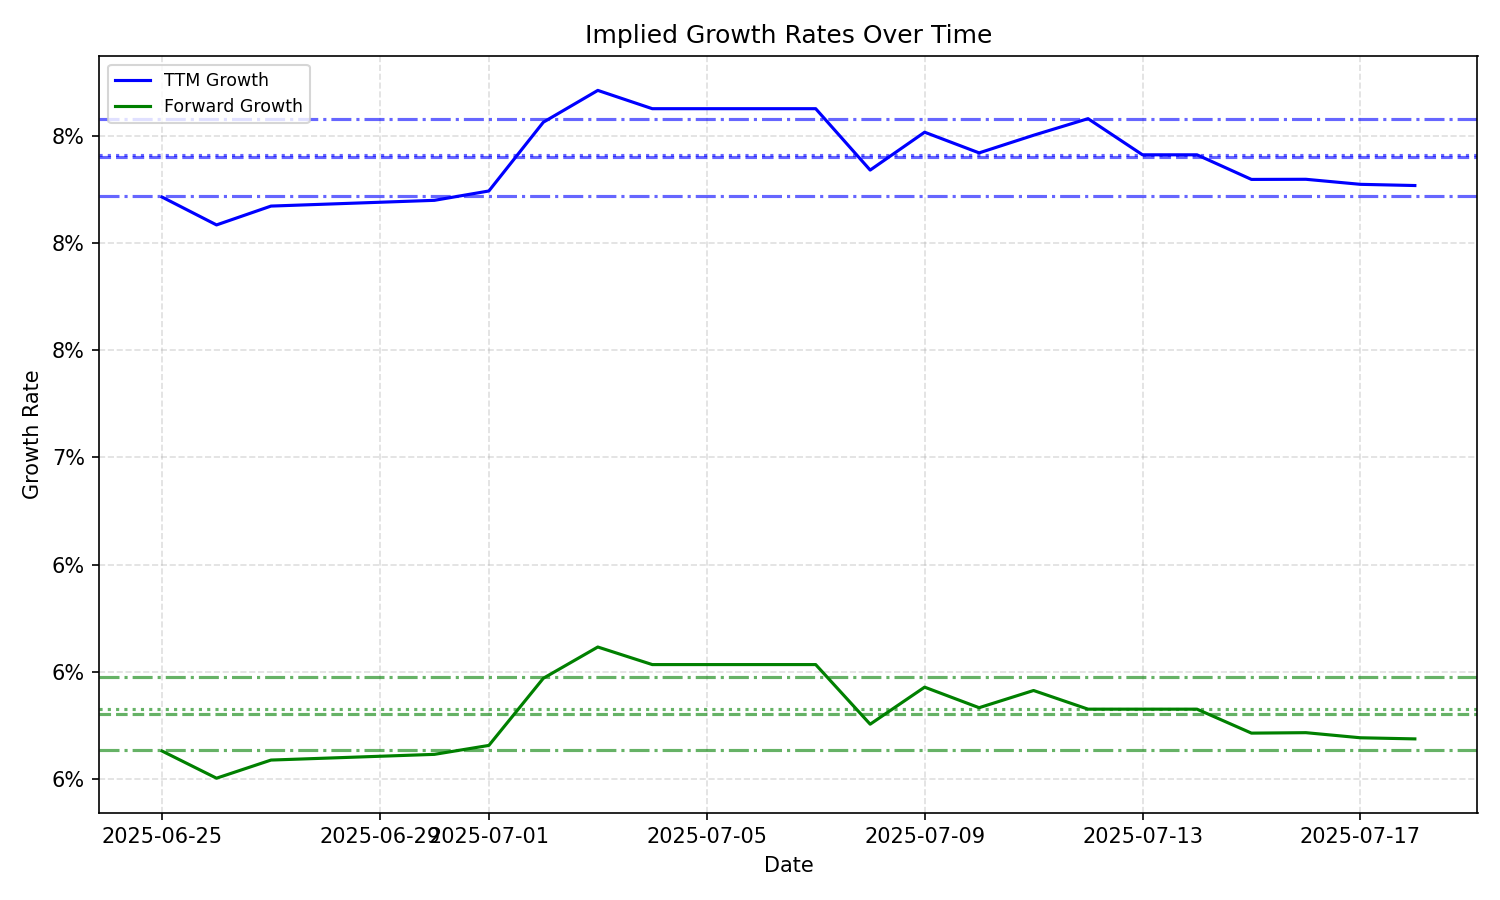 Implied Growth Rates Over Time
TTM Growth
Forward Growth
8%
8%
8%
7%
6%
6%
6%
Growth Rate
2025-06-25
2025-06-29
2025-07-01
2025-07-05
2025-07-09
2025-07-13
2025-07-17
Date